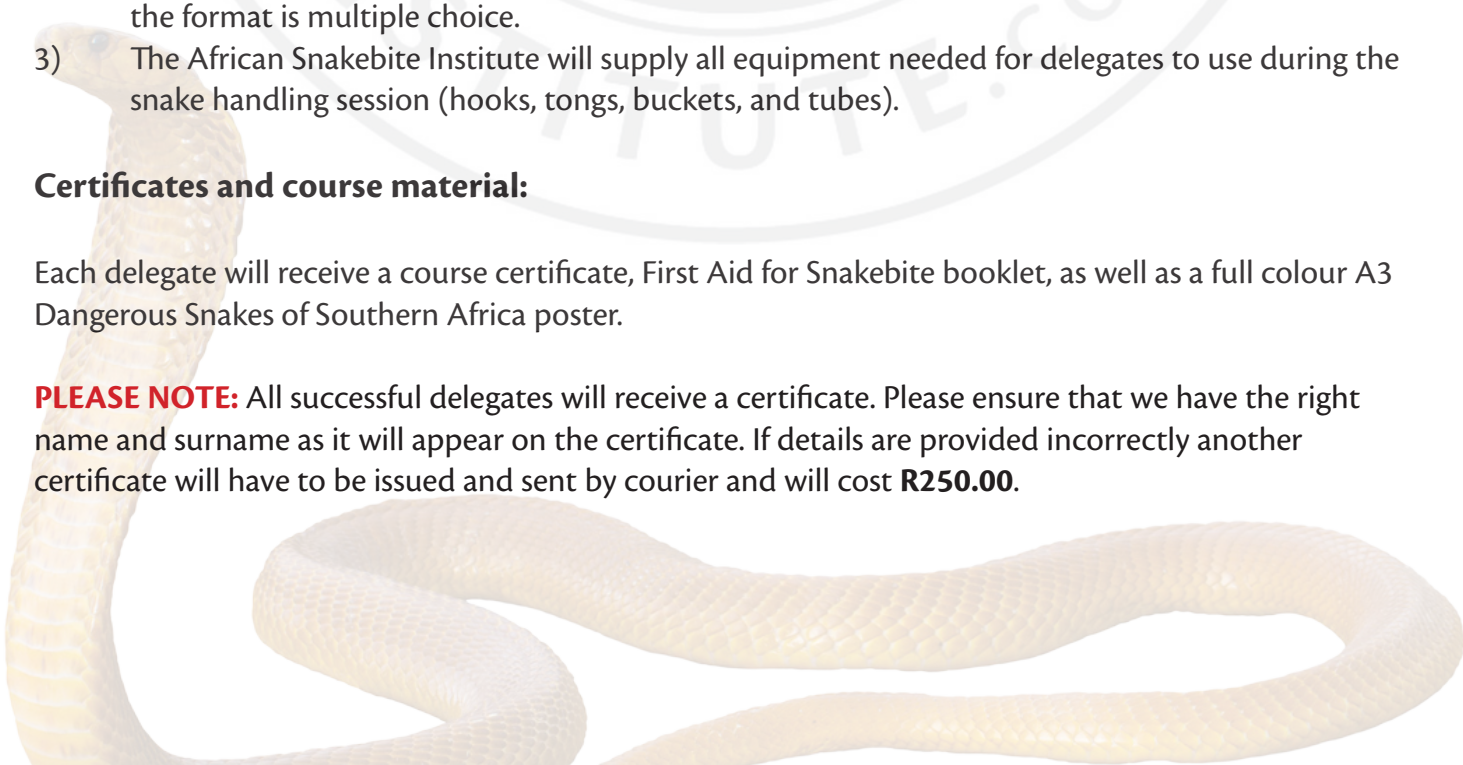 the format is multiple choice.
3) The African Snakebite Institute will supply all equipment needed for delegates to use during the
snake handling session (hooks, tongs, buckets, and tubes).
Certificates and course material:
Each delegate will receive a course certificate, First Aid for Snakebite booklet, as well as a full colour A3
Dangerous Snakes of Southern Africa poster.
PLEASE NOTE: All successful delegates will receive a certificate. Please ensure that we have the right
name and surname as it will appear on the certificate. If details are provided incorrectly another
certificate will have to be issued and sent by courier and will cost R250.00.